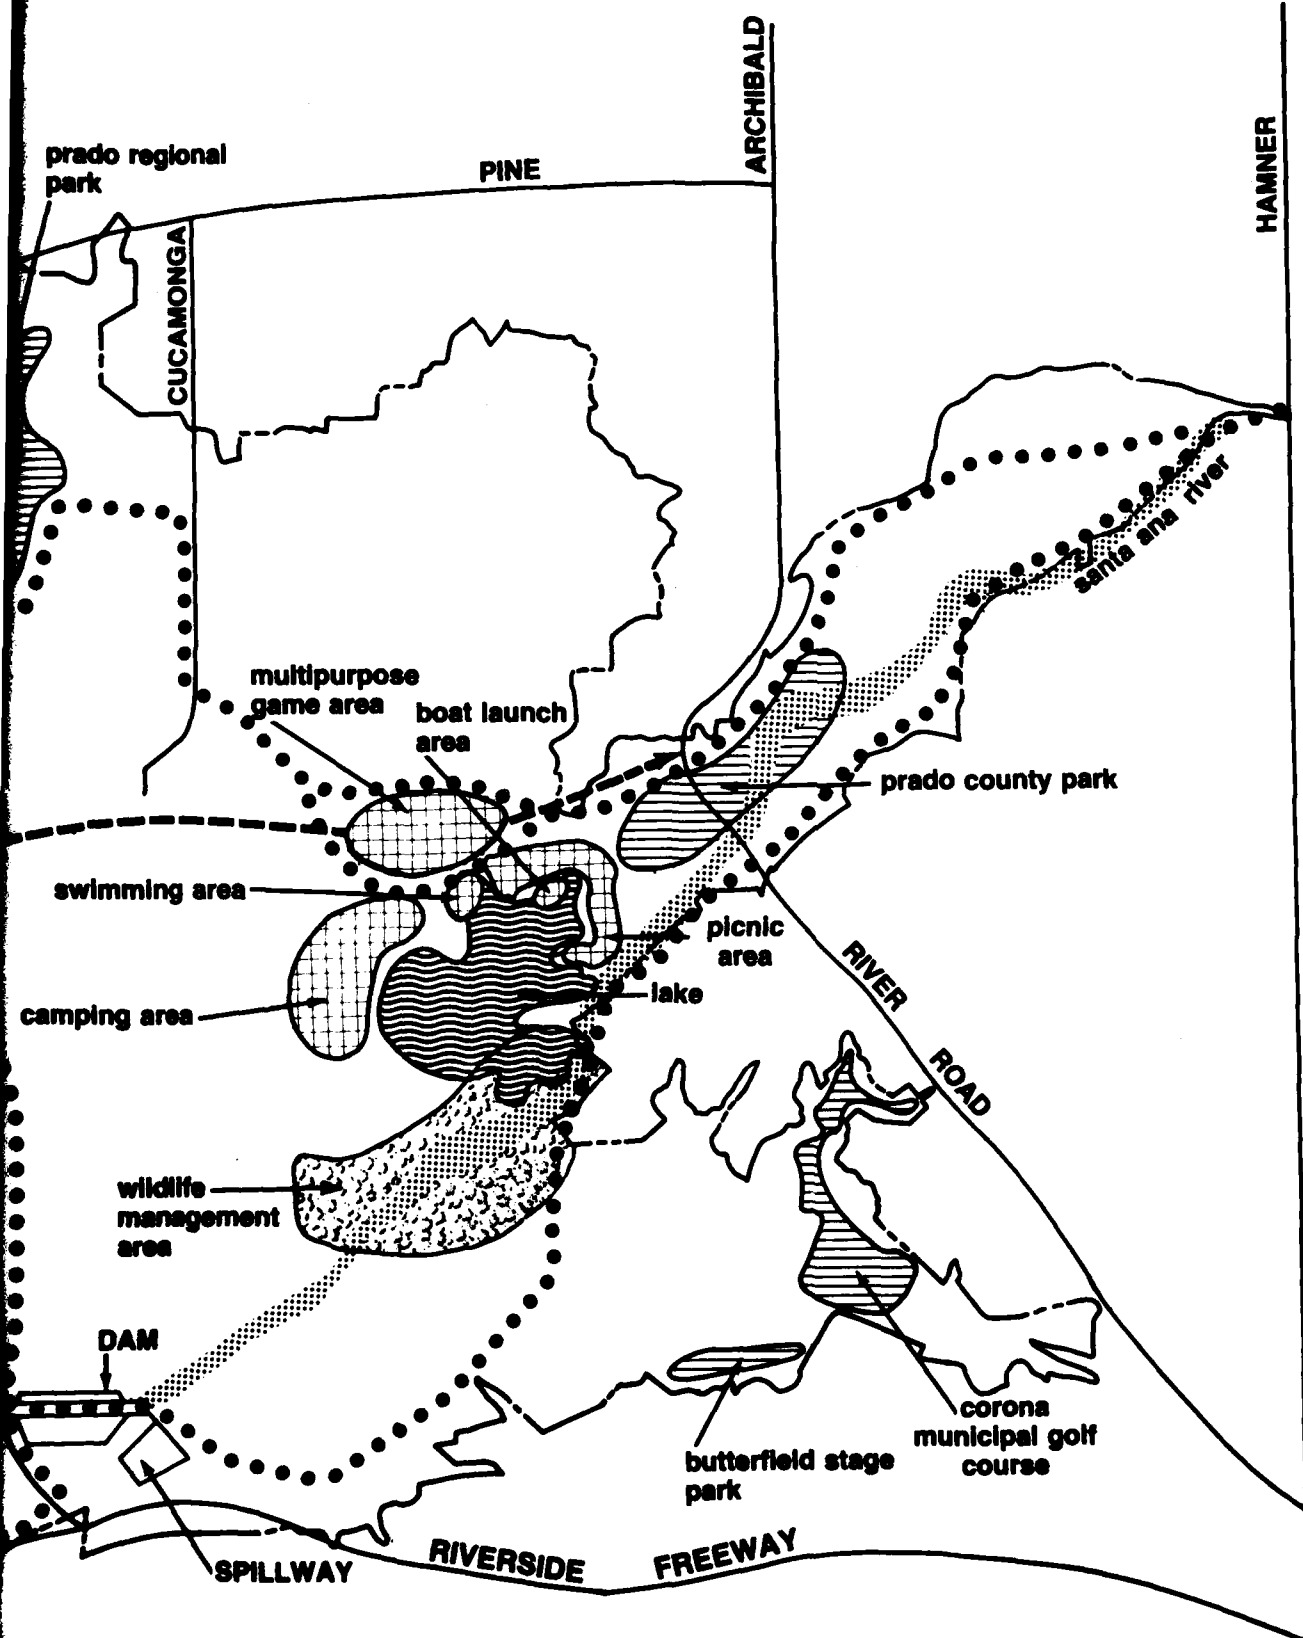 ARCHIBALD
HAMNER
prado regional
park
PINE
CUCAMONGA
santa ana river
multipurpose
game area
boat launch
area
prado county park
swimming area
picnic
area
lake
camping area
RIVER
ROAD
wildlife
management
area
DAM
corona
municipal golf
course
butterfield stage
park
SPILLWAY
RIVERSIDE FREEWAY